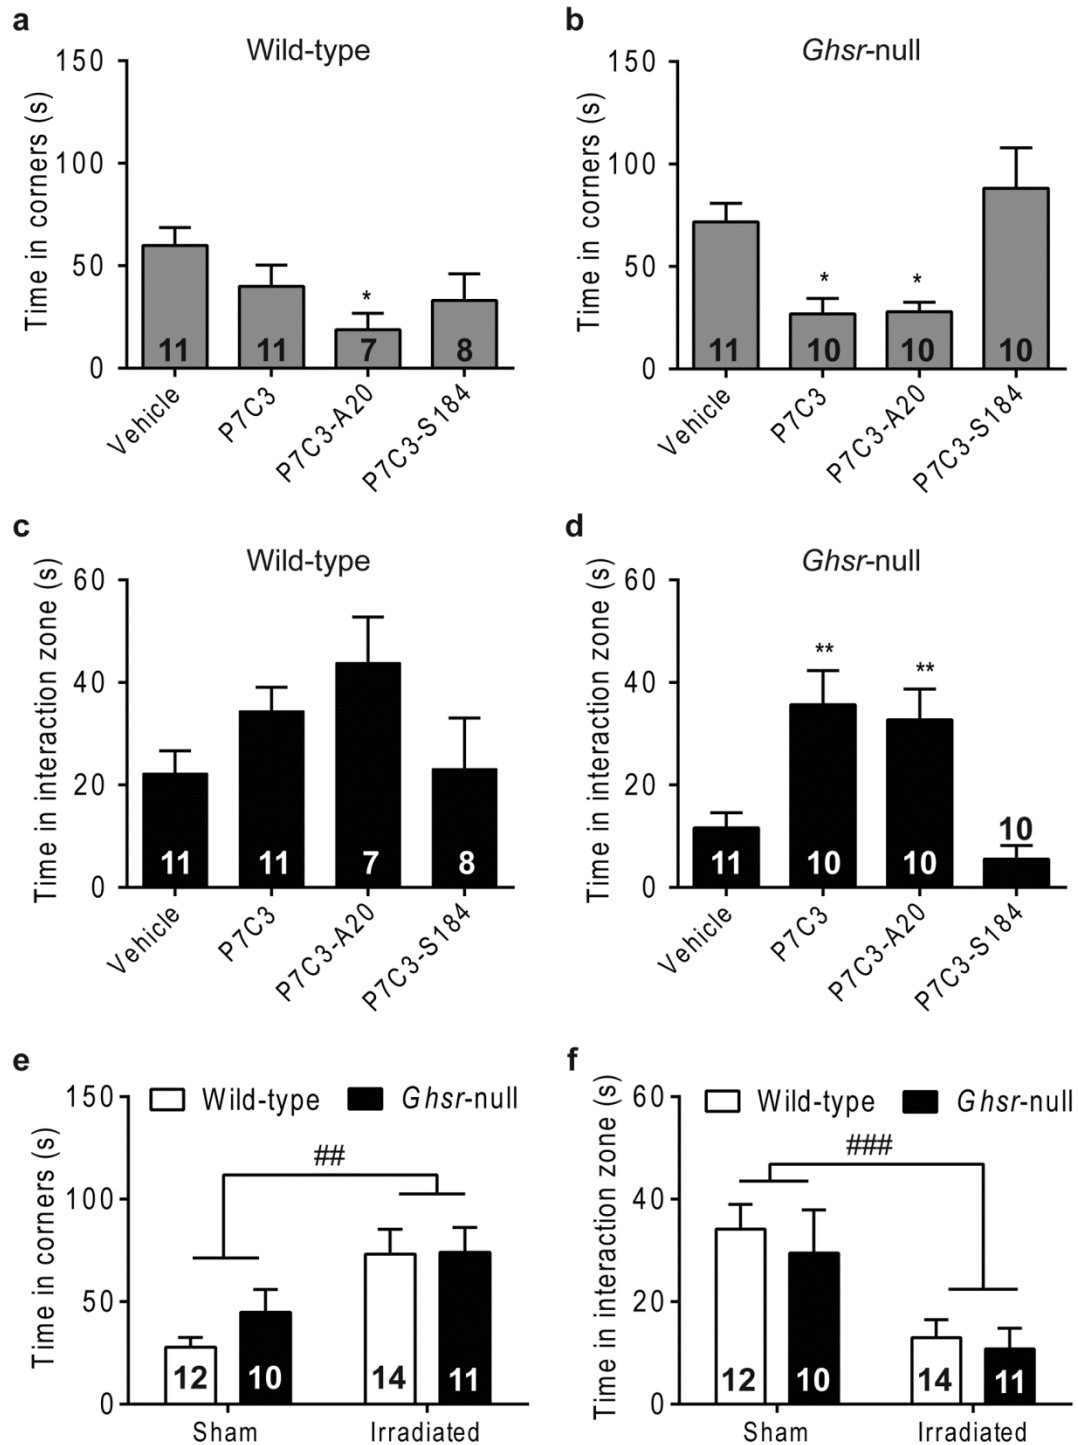 a
Wild-type
Time in corners (s)
150
100
50
0
*
11
11
7
8
Vehicle
P7C3
P7C3-A20
P7C3-S184
b
Ghsr-null
Time in corners (s)
150
100
50
0
*
*
11
10
10
10
Vehicle
P7C3
P7C3-A20
P7C3-S184
c
Wild-type
Time in interaction zone (s)
60
40
20
0
11
11
7
8
Vehicle
P7C3
P7C3-A20
P7C3-S184
d
Ghsr-null
Time in interaction zone (s)
60
40
20
0
**
**
11
10
10
10
Vehicle
P7C3
P7C3-A20
P7C3-S184
e
Wild-type
Ghsr-null
Time in corners (s)
150
100
50
0
##
12
10
14
11
Sham
Irradiated
f
Wild-type
Ghsr-null
Time in interaction zone (s)
60
40
20
0
###
12
10
14
11
Sham
Irradiated